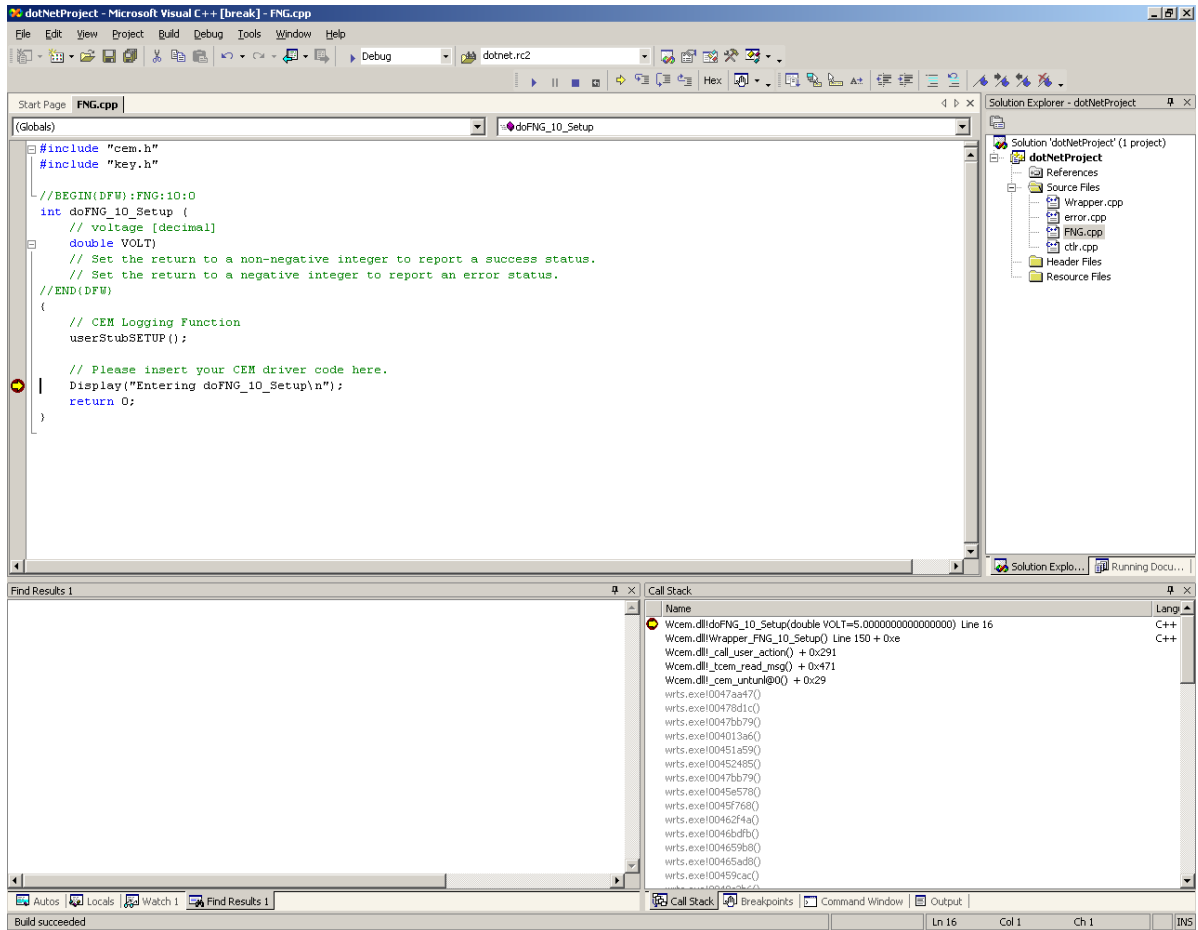 dotNetProject - Microsoft Visual C++ [break] - FNG.cpp
File Edit View Project Build Debug Tools Window Help
Debug dotnet.rc2
Hex
Start Page FNG.cpp
(Globals) doFNG_10_Setup
#include "cem.h"
#include "key.h"
//BEGIN{DFW}:FNG:10:0
int doFNG_10_Setup (
// voltage [decimal]
double VOLT)
// Set the return to a non-negative integer to report a success status.
// Set the return to a negative integer to report an error status.
//END{DFW}
{
// CEM Logging Function
userStubSETUP();
// Please insert your CEM driver code here.
Display("Entering doFNG_10_Setup\n");
return 0;
}
Solution Explorer - dotNetProject
Solution 'dotNetProject' (1 project)
dotNetProject
References
Source Files
Wrapper.cpp
error.cpp
FNG.cpp
ctlr.cpp
Header Files
Resource Files
Solution Explo... Running Docu...
Find Results 1
Autos Locals Watch 1 Find Results 1
Call Stack
Name Langu
Wcem.dll!doFNG_10_Setup(double VOLT=5.0000000000000000) Line 16 C++
Wcem.dll!Wrapper_FNG_10_Setup() Line 150 + 0xe C++
Wcem.dll!_call_user_action() + 0x291
Wcem.dll!_tcem_read_msg() + 0x471
Wcem.dll!_cem_untunl@0() + 0x29
wrts.exe!0047aa47()
wrts.exe!00478d1c()
wrts.exe!0047bb79()
wrts.exe!004013a6()
wrts.exe!00451a59()
wrts.exe!00452485()
wrts.exe!0047bb79()
wrts.exe!0045e578()
wrts.exe!0045f768()
wrts.exe!00462f4a()
wrts.exe!0046bdfb()
wrts.exe!004659b8()
wrts.exe!00465ad8()
wrts.exe!00459cac()
Call Stack Breakpoints Command Window Output
Build succeeded Ln 16 Col 1 Ch 1 INS